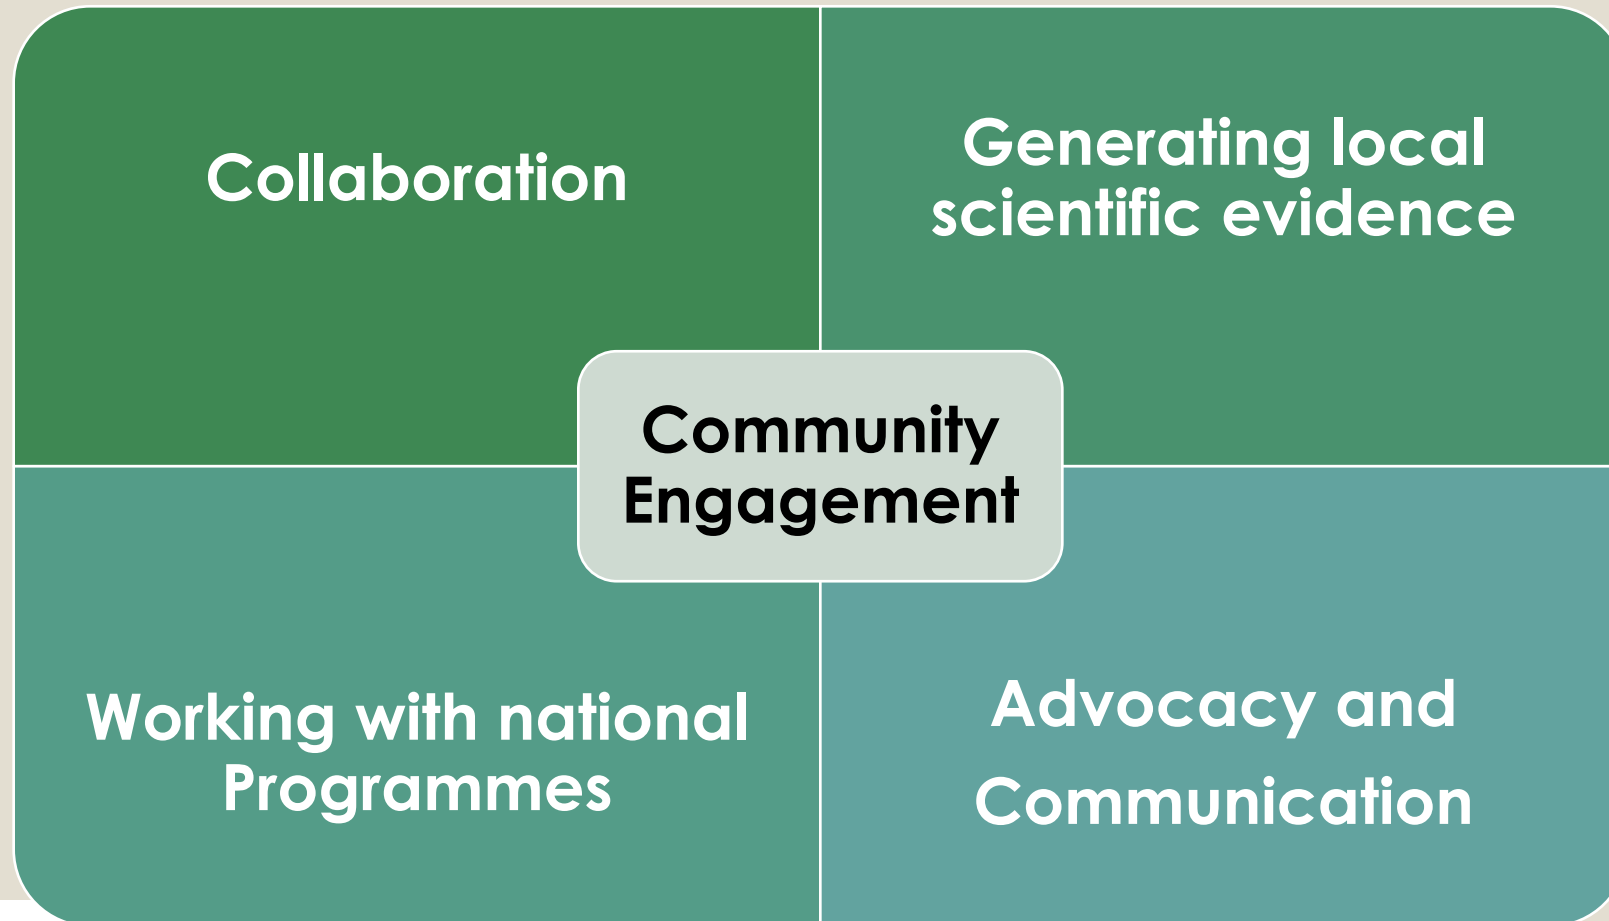 Collaboration
Generating local
scientific evidence
Community
Engagement
Working with national
Programmes
Advocacy and
Communication